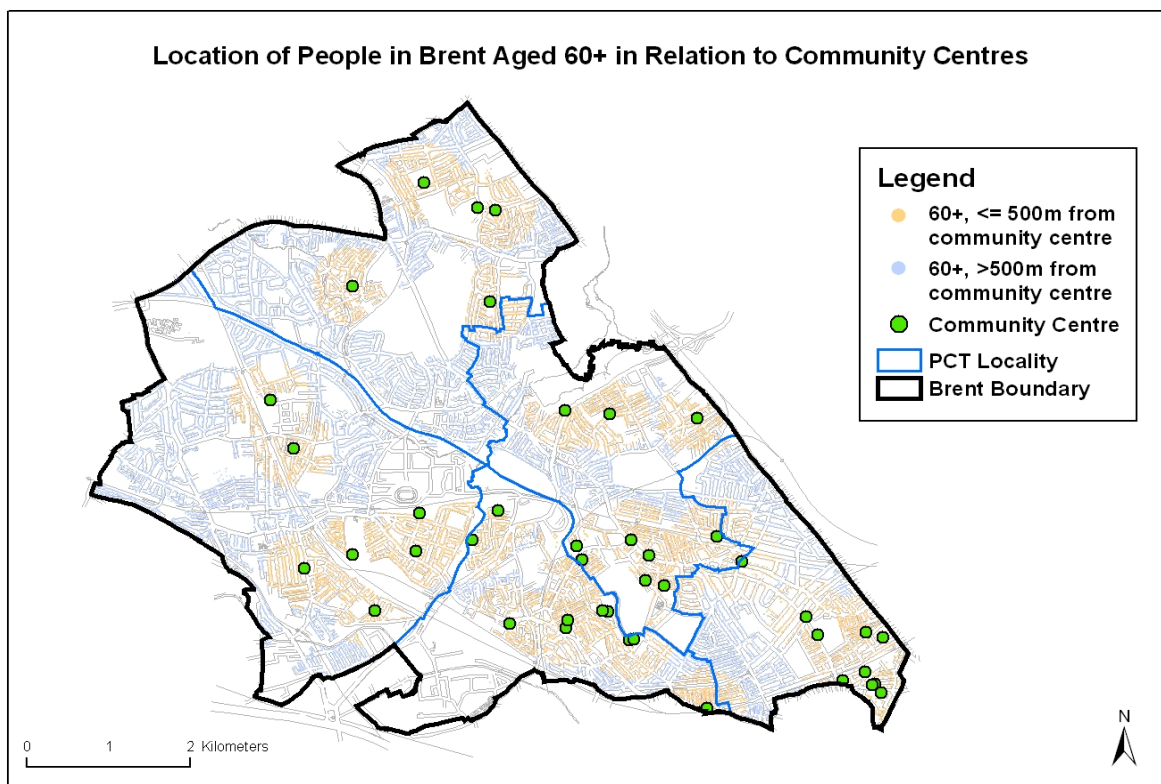 Location of People in Brent Aged 60+ in Relation to Community Centres
Legend
60+, <= 500m from
community centre
60+, >500m from
community centre
Community Centre
PCT Locality
Brent Boundary
0 1 2 Kilometers
N